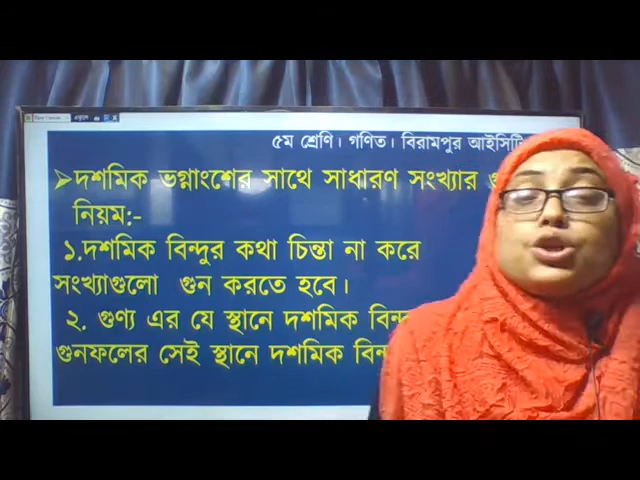 ৫ম শ্রেণি। গণিত। বিরামপুর আইসিটি
➤দশমিক ভগ্নাংশের সাথে সাধারণ সংখ্যার
নিয়ম:-
১.দশমিক বিন্দুর কথা চিন্তা না করে
সংখ্যাগুলো গুন করতে হবে।
২. গুণ্য এর যে স্থানে দশমিক
গুনফলের সেই স্থানে দশমিক